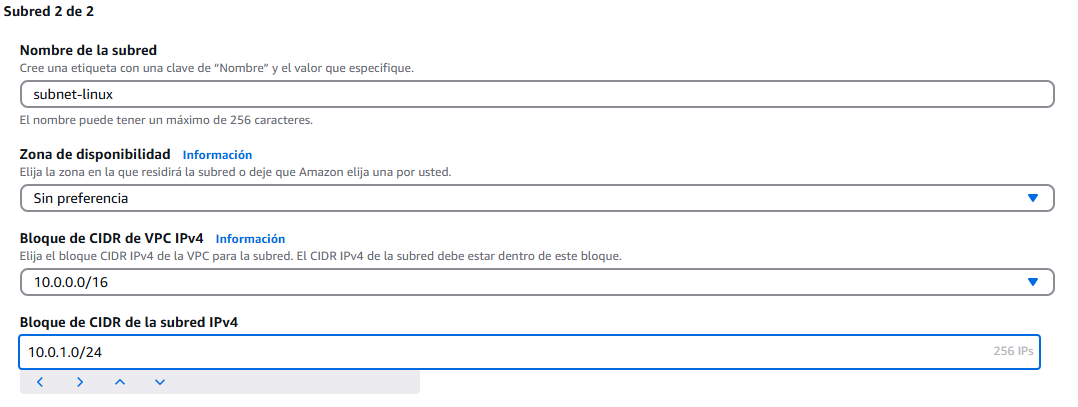 Subred 2 de 2
Nombre de la subred
Cree una etiqueta con una clave de “Nombre” y el valor que especifique.
subnet-linux
El nombre puede tener un máximo de 256 caracteres.
Zona de disponibilidad Información
Elija la zona en la que residirá la subred o deje que Amazon elija una por usted.
Sin preferencia
Bloque de CIDR de VPC IPv4 Información
Elija el bloque CIDR IPv4 de la VPC para la subred. El CIDR IPv4 de la subred debe estar dentro de este bloque.
10.0.0.0/16
Bloque de CIDR de la subred IPv4
10.0.1.0/24 256 IPs